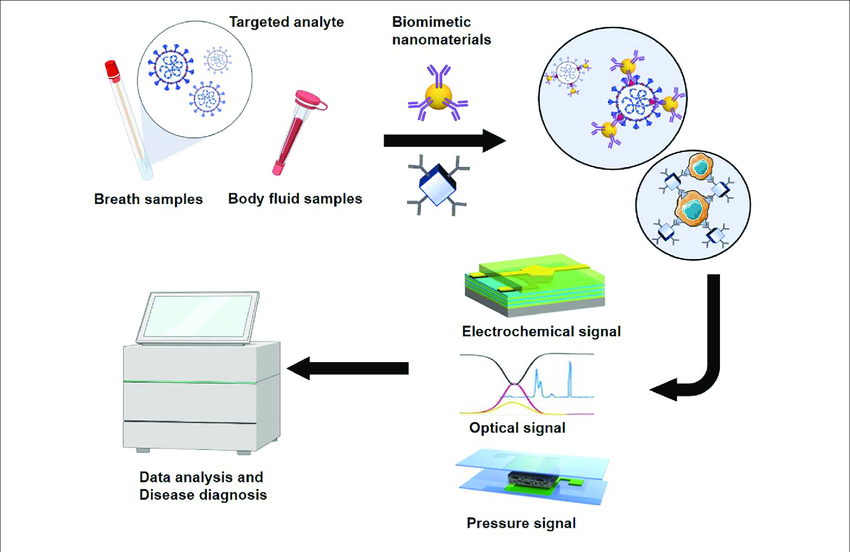 Targeted analyte
Biomimetic
nanomaterials
Breath samples
Body fluid samples
Electrochemical signal
Optical signal
Data analysis and
Disease diagnosis
Pressure signal